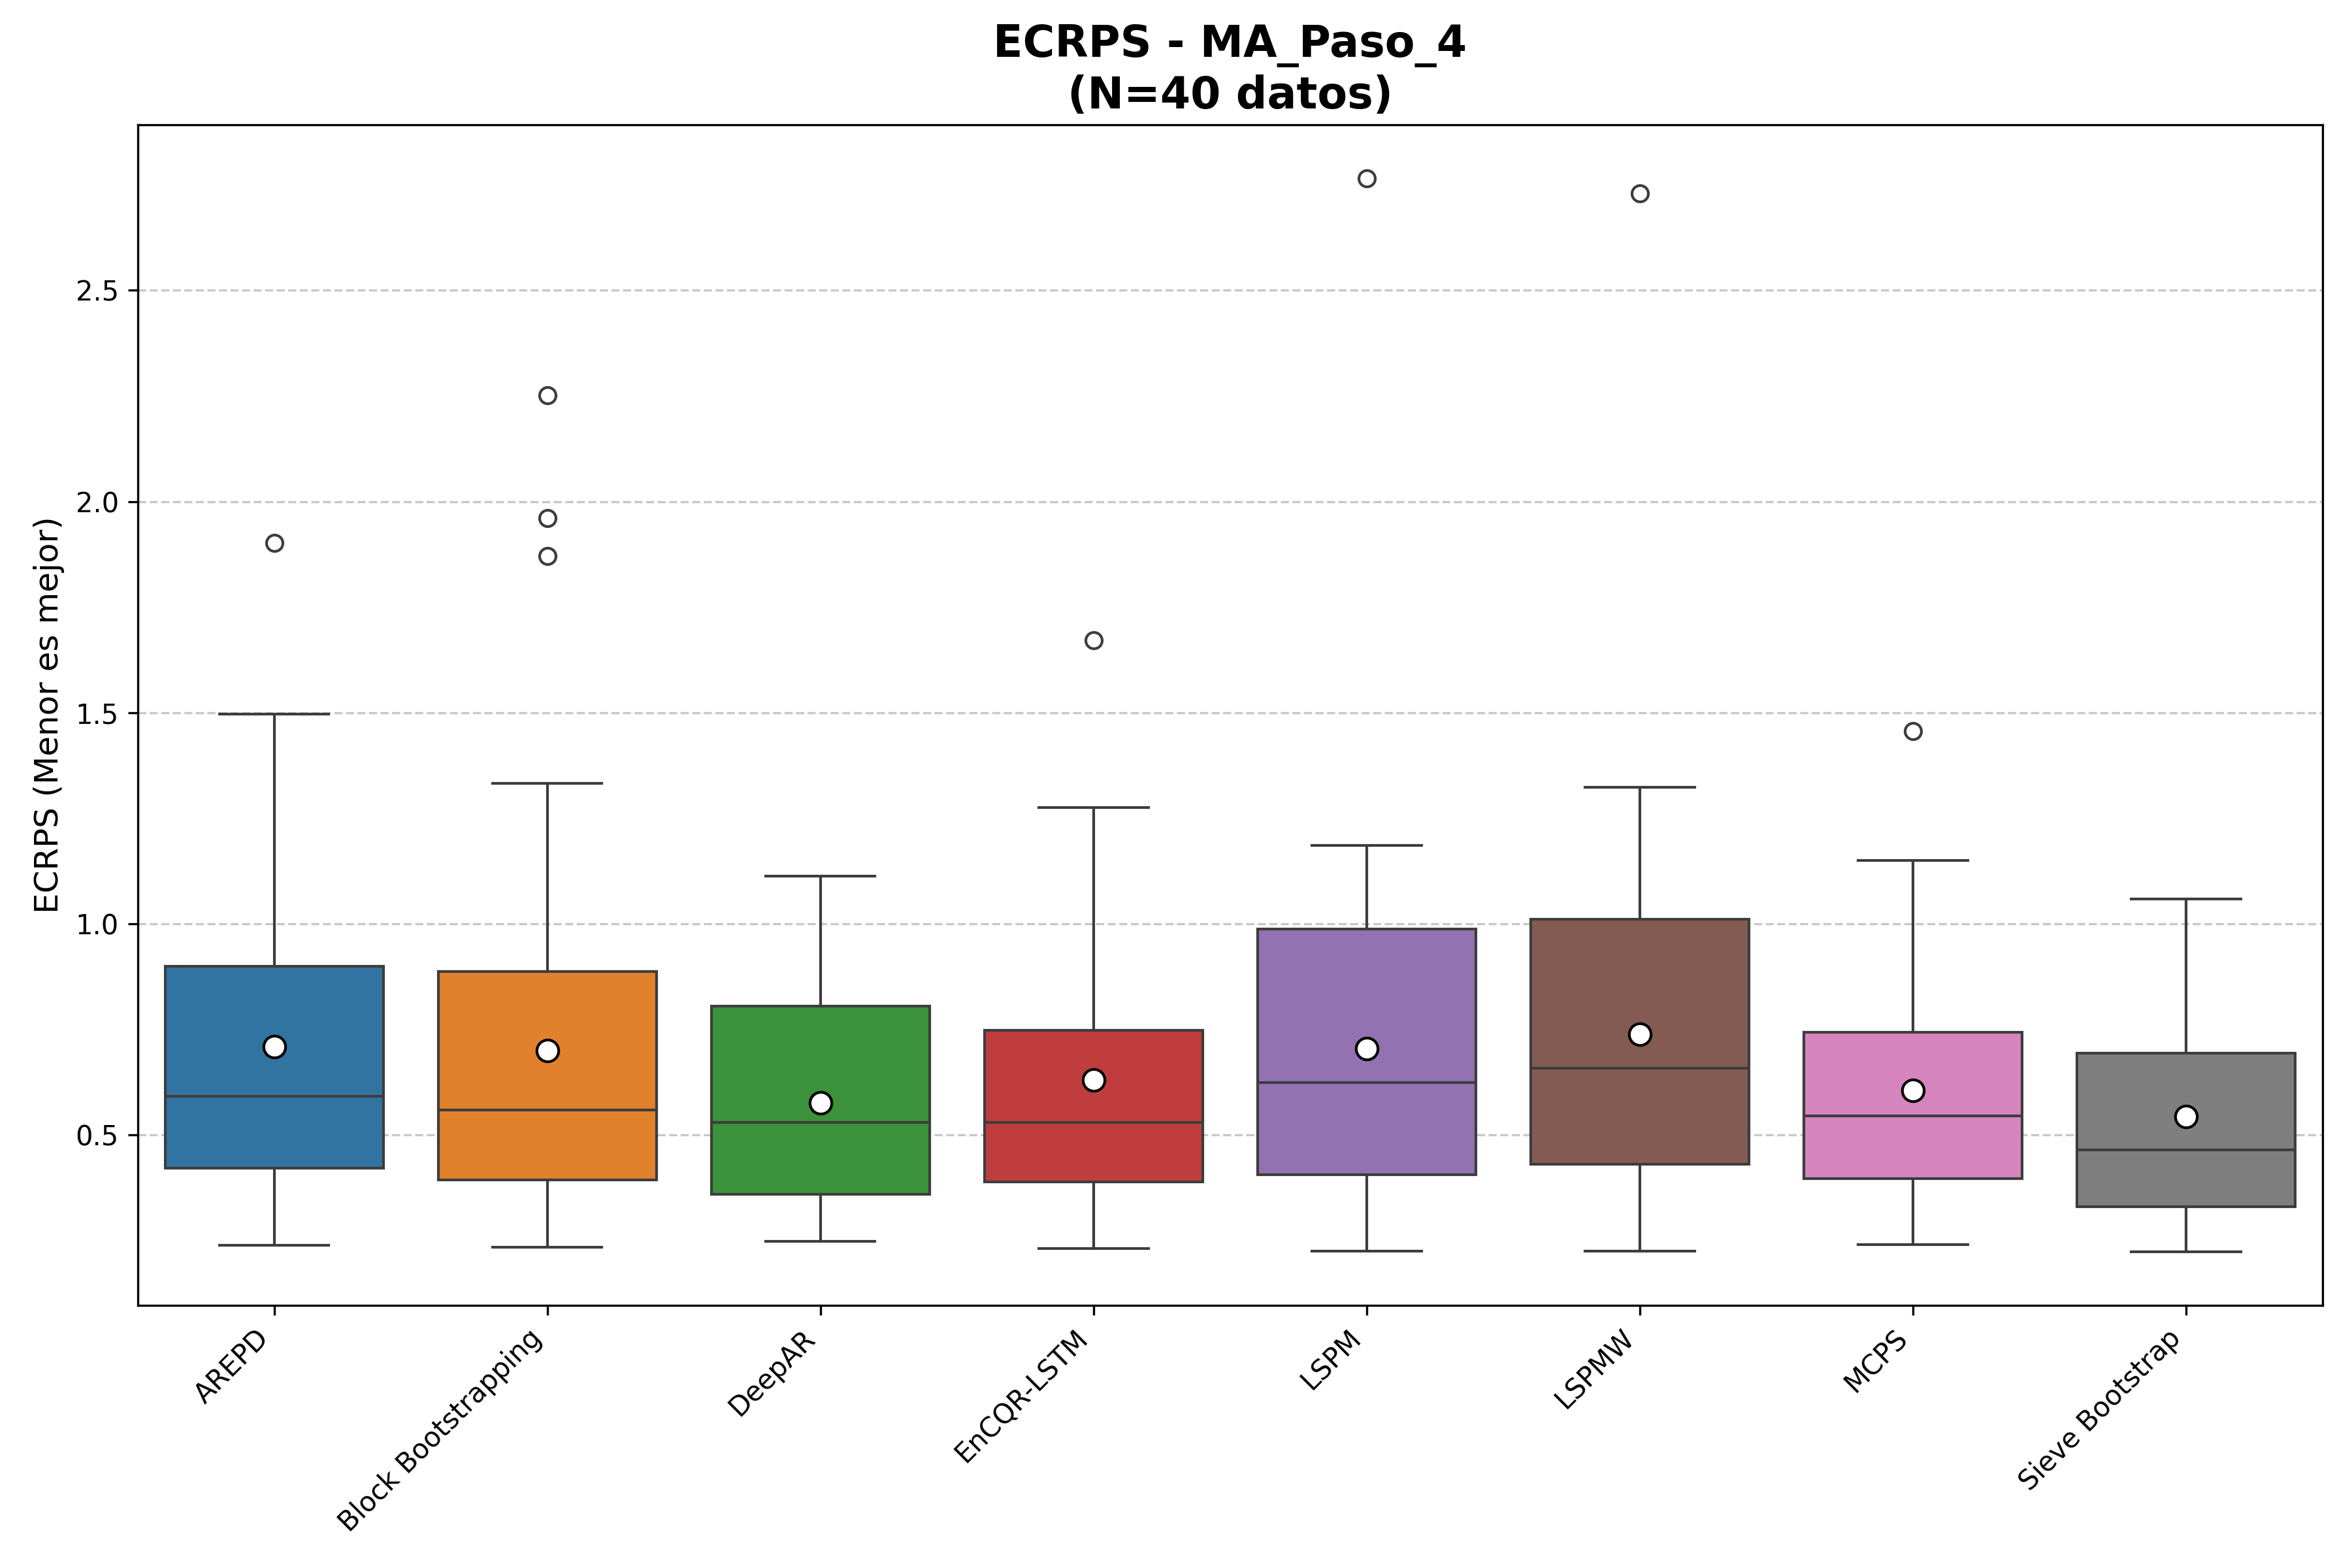 ECRPS - MA_Paso_4
(N=40 datos)
ECRPS (Menor es mejor)
2.5
2.0
1.5
1.0
0.5
AREPD
Block Bootstrapping
DeepAR
EnCQR-LSTM
LSPM
LSPMW
MCPS
Sieve Bootstrap